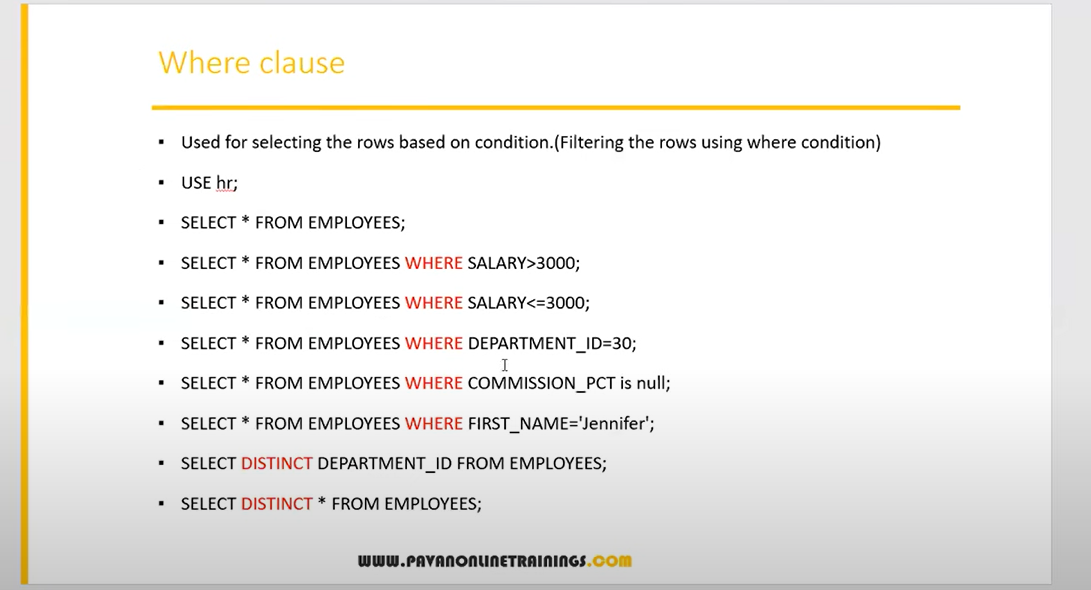 Where clause
▪ Used for selecting the rows based on condition.(Filtering the rows using where condition)
▪ USE hr;
▪ SELECT * FROM EMPLOYEES;
▪ SELECT * FROM EMPLOYEES WHERE SALARY>3000;
▪ SELECT * FROM EMPLOYEES WHERE SALARY<=3000;
▪ SELECT * FROM EMPLOYEES WHERE DEPARTMENT_ID=30;
▪ SELECT * FROM EMPLOYEES WHERE COMMISSION_PCT is null;
▪ SELECT * FROM EMPLOYEES WHERE FIRST_NAME='Jennifer';
▪ SELECT DISTINCT DEPARTMENT_ID FROM EMPLOYEES;
▪ SELECT DISTINCT * FROM EMPLOYEES;
WWW.PAVANONLINETRAININGS.COM